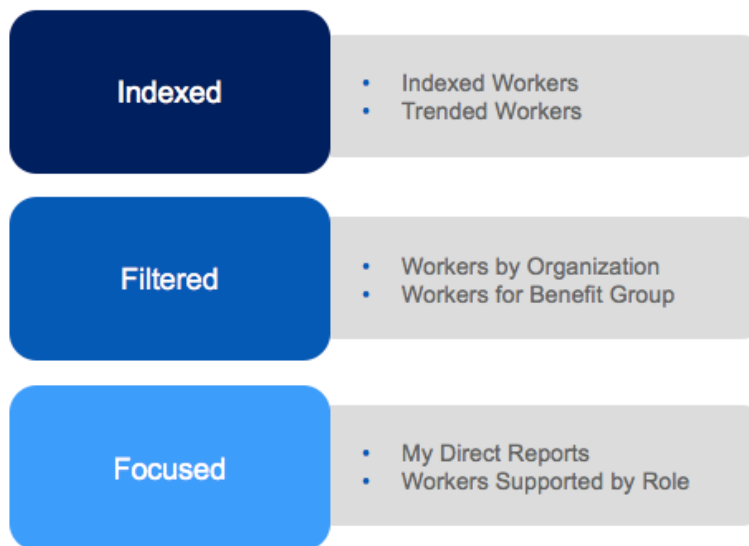 Indexed
• Indexed Workers
• Trended Workers
Filtered
• Workers by Organization
• Workers for Benefit Group
Focused
• My Direct Reports
• Workers Supported by Role